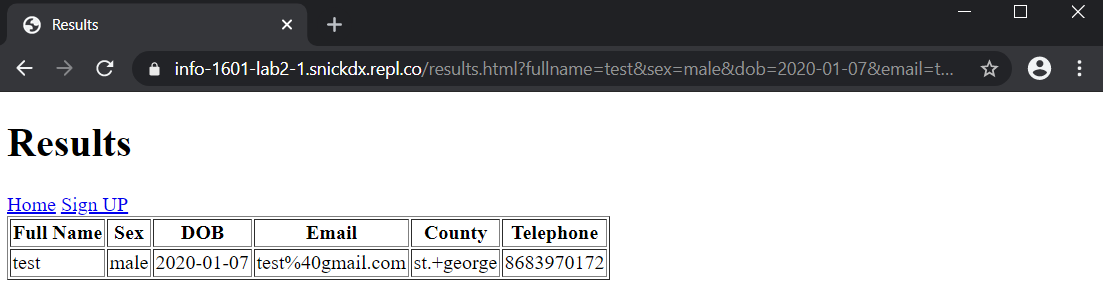 Results
info-1601-lab2-1.snickdx.repl.co/results.html?fullname=test&sex=male&dob=2020-01-07&email=t...
Results
Home Sign UP
Full Name Sex DOB Email County Telephone
test male 2020-01-07 test%40gmail.com st.+george 8683970172